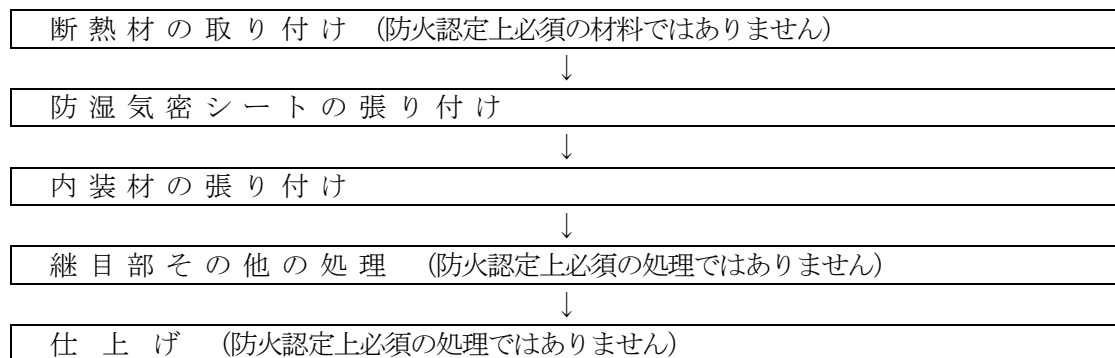 断熱材の取り付け (防火認定上必須の材料ではありません)
↓
防湿気密シートの張り付け
↓
内装材の張り付け
↓
継目部その他の処理 (防火認定上必須の処理ではありません)
↓
仕上げ (防火認定上必須の処理ではありません)